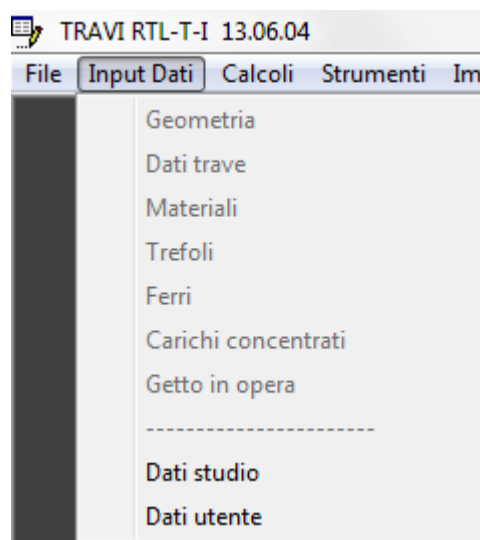 TRAVI RTL-T-I 13.06.04
File Input Dati Calcoli Strumenti Im
Geometria
Dati trave
Materiali
Trefoli
Ferri
Carichi concentrati
Getto in opera
-----------------------
Dati studio
Dati utente